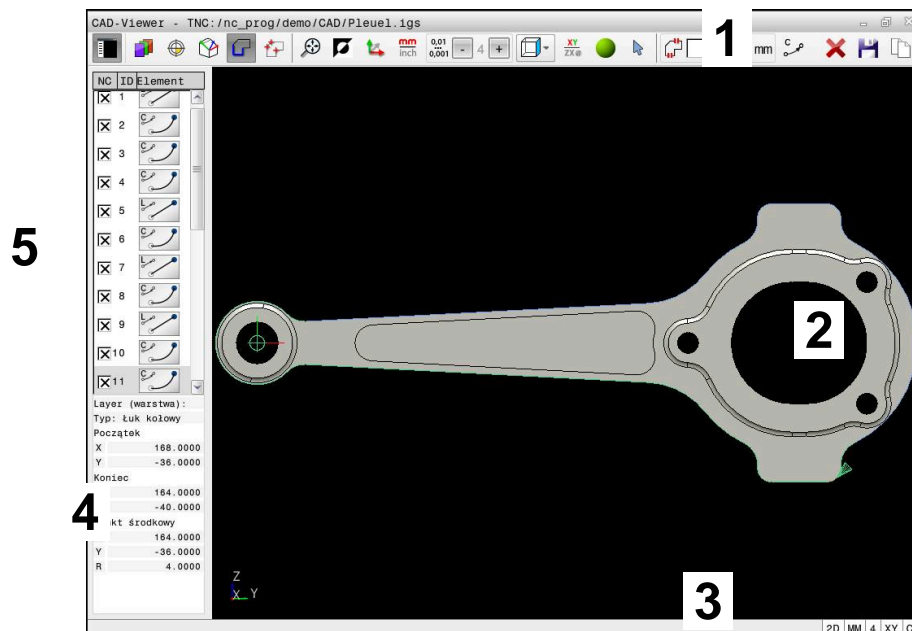 CAD-Viewer - TNC:/nc_prog/demo/CAD/Pleuel.igs
mm inch 0,01 ... 0,001 - 4 + XY ZX mm C
1
NC ID Element
1
2 C
3 C
4 C
5 L
6 C
7 L
8 C
9 L
10 C
11 C
5
2
Layer (warstwa):
Typ: Łuk kołowy
Początek
X 168.0000
Y -36.0000
Koniec
164.0000
-40.0000
4
kt środkowy
164.0000
Y -36.0000
R 4.0000
Z
X Y
3
2D MM 4 XY